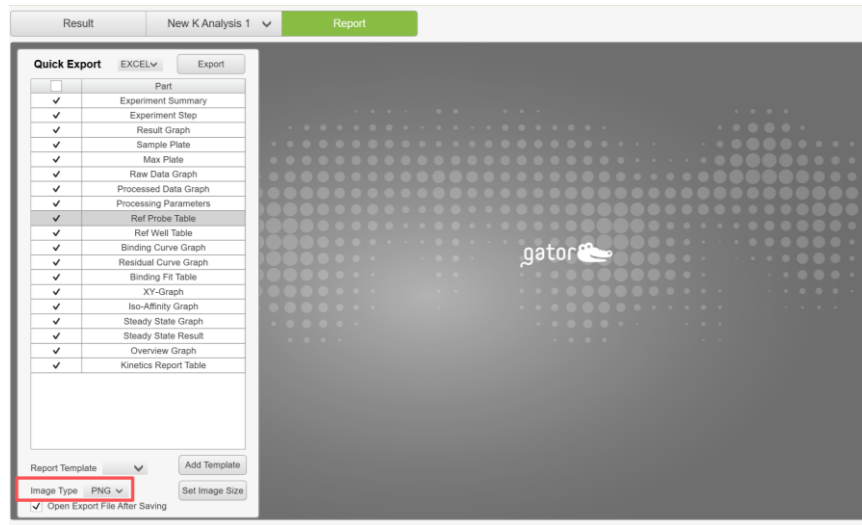 Result
New K Analysis 1
Report
Quick Export
EXCEL
Export
Part
Experiment Summary
Experiment Step
Result Graph
Sample Plate
Max Plate
Raw Data Graph
Processed Data Graph
Processing Parameters
Ref Probe Table
Ref Well Table
Binding Curve Graph
Residual Curve Graph
Binding Fit Table
XY-Graph
Iso-Affinity Graph
Steady State Graph
Steady State Result
Overview Graph
Kinetics Report Table
gator
Report Template
Add Template
Image Type PNG
Set Image Size
Open Export File After Saving